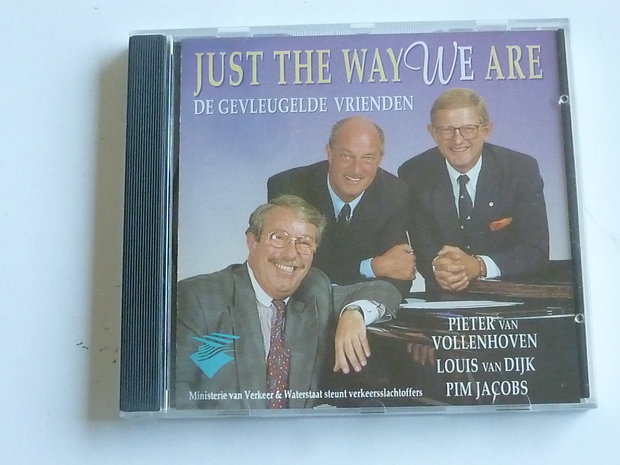 JUST THE WAY WE ARE
DE GEVLEUGELDE VRIENDEN
PIETER VAN
VOLLENHOVEN
LOUIS VAN DIJK
PIM JACOBS
Ministerie van Verkeer & Waterstaat steunt verkeersslachtoffers